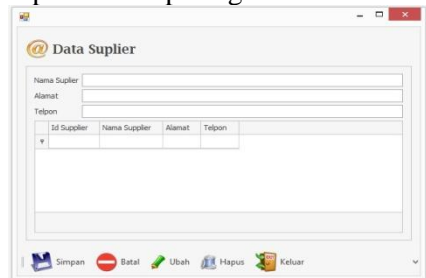 Data Suplier
Nama Suplier
Alamat
Telpon
Id Supplier Nama Supplier Alamat Telpon
Simpan Batal Ubah Hapus Keluar